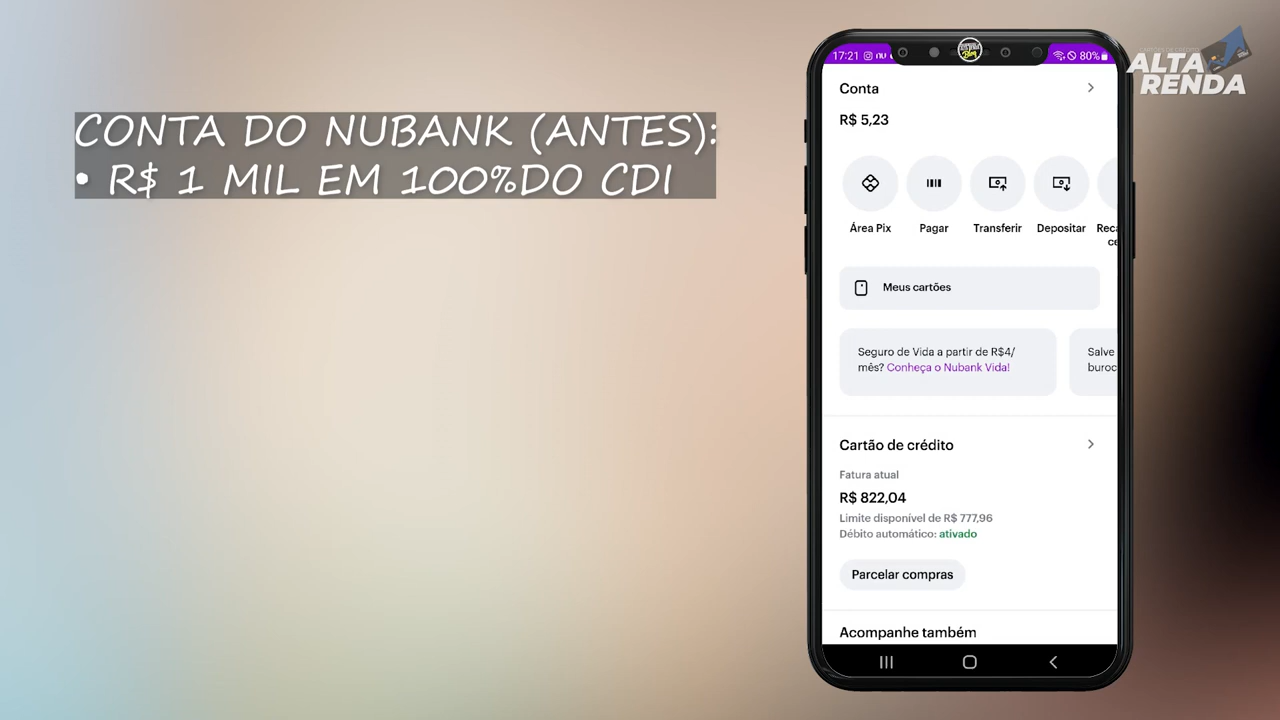 CONTA DO NUBANK (ANTES):
• R$ 1 MIL EM 100%DO CDI
ALTA
RENDA
17:21
80%
Conta
R$ 5,23
Área Pix
Pagar
Transferir
Depositar
Meus cartões
Seguro de Vida a partir de R$4/
mês? Conheça o Nubank Vida!
Salve
Cartão de crédito
Fatura atual
R$ 822,04
Limite disponível de R$ 777,96
Débito automático: ativado
Parcelar compras
Acompanhe também